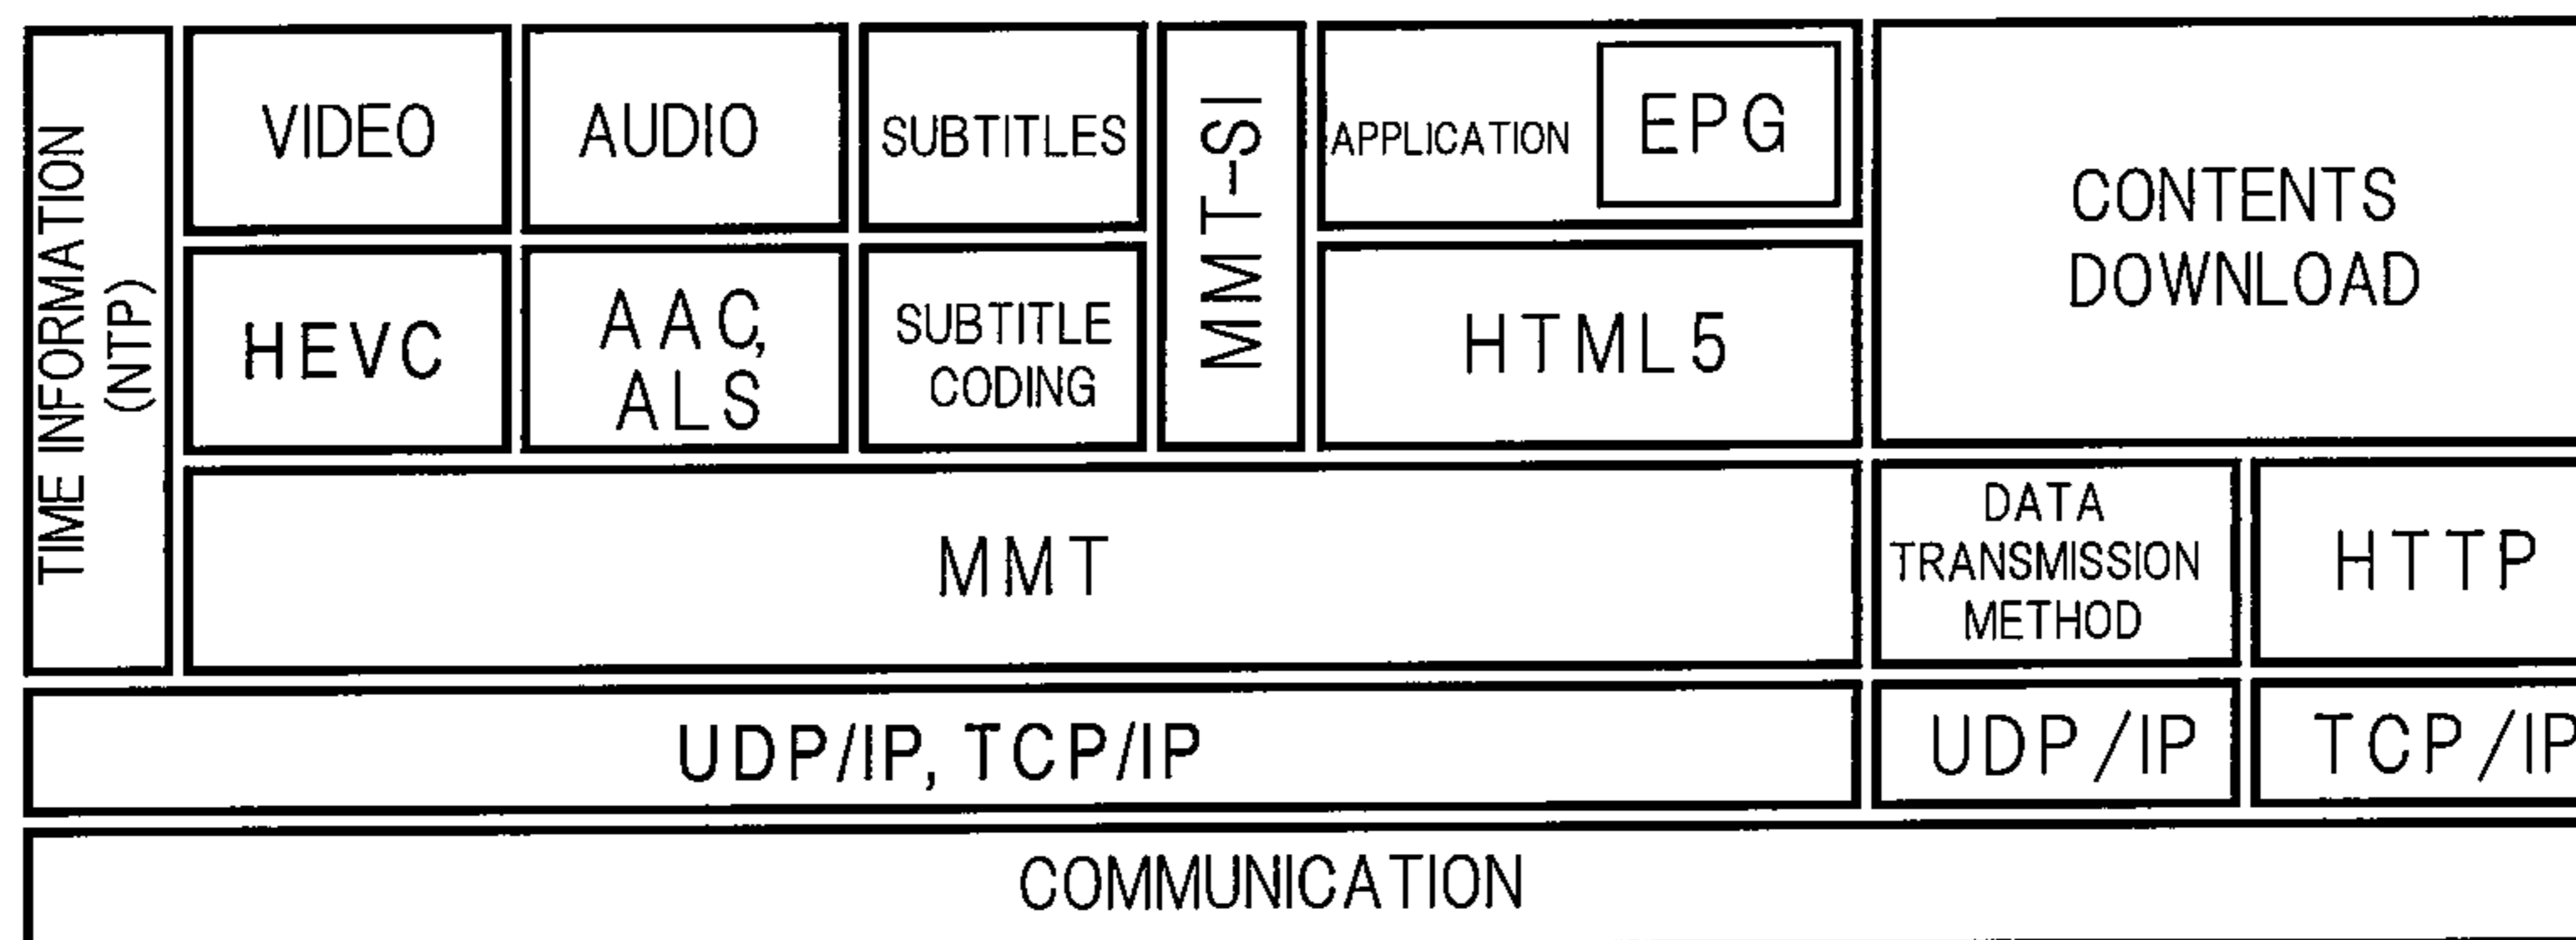 TIME INFORMATION
(NTP)
VIDEO
AUDIO
SUBTITLES
MMT-SI
APPLICATION
EPG
CONTENTS
DOWNLOAD
HEVC
AAC,
ALS
SUBTITLE
CODING
HTML5
MMT
DATA
TRANSMISSION
METHOD
HTTP
UDP/IP, TCP/IP
UDP/IP
TCP/IP
COMMUNICATION